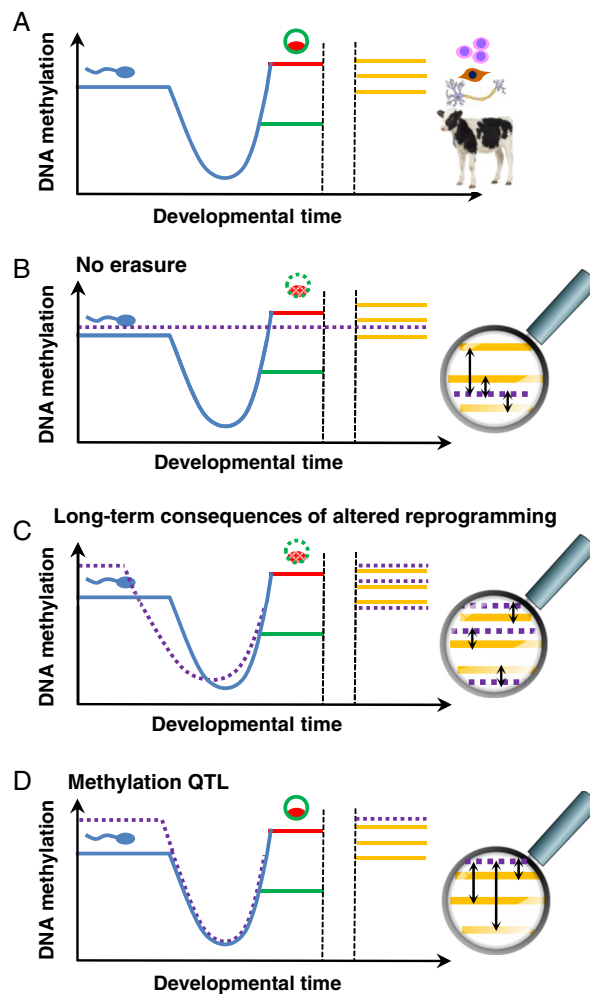 A
DNA methylation
Developmental time
B
No erasure
DNA methylation
Developmental time
Long-term consequences of altered reprogramming
C
DNA methylation
Developmental time
D
Methylation QTL
DNA methylation
Developmental time